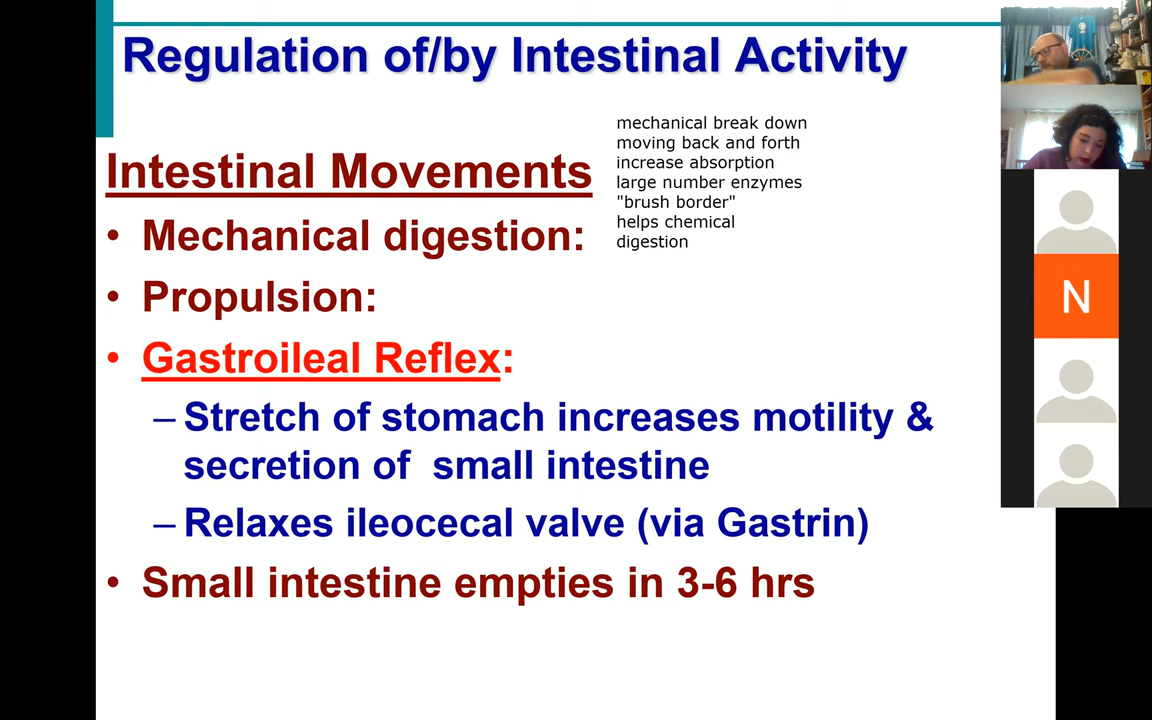 Regulation of/by Intestinal Activity
Intestinal Movements
mechanical break down
moving back and forth
increase absorption
large number enzymes
"brush border"
helps chemical
digestion
• Mechanical digestion:
• Propulsion:
• Gastroileal Reflex:
– Stretch of stomach increases motility &
secretion of small intestine
– Relaxes ileocecal valve (via Gastrin)
• Small intestine empties in 3-6 hrs
N